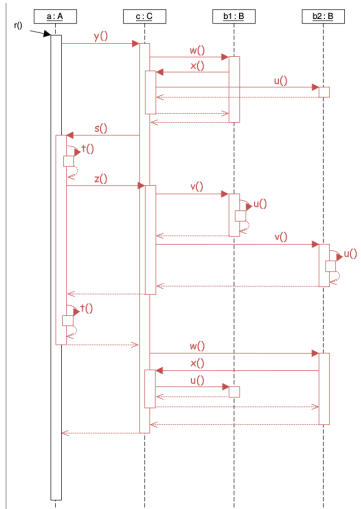 a: A
c: C
b1: B
b2: B
r()
y()
w()
x()
u()
s()
t()
z()
v()
u()
v()
u()
t()
w()
x()
u()